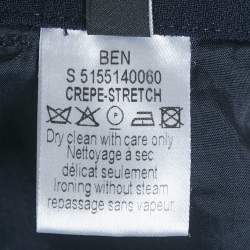 BEN
S 5155140060
CREPE-STRETCH
Dry clean with care only
Nettoyage à sec
délicat seulement
Ironing without steam
repassage sans vapeur